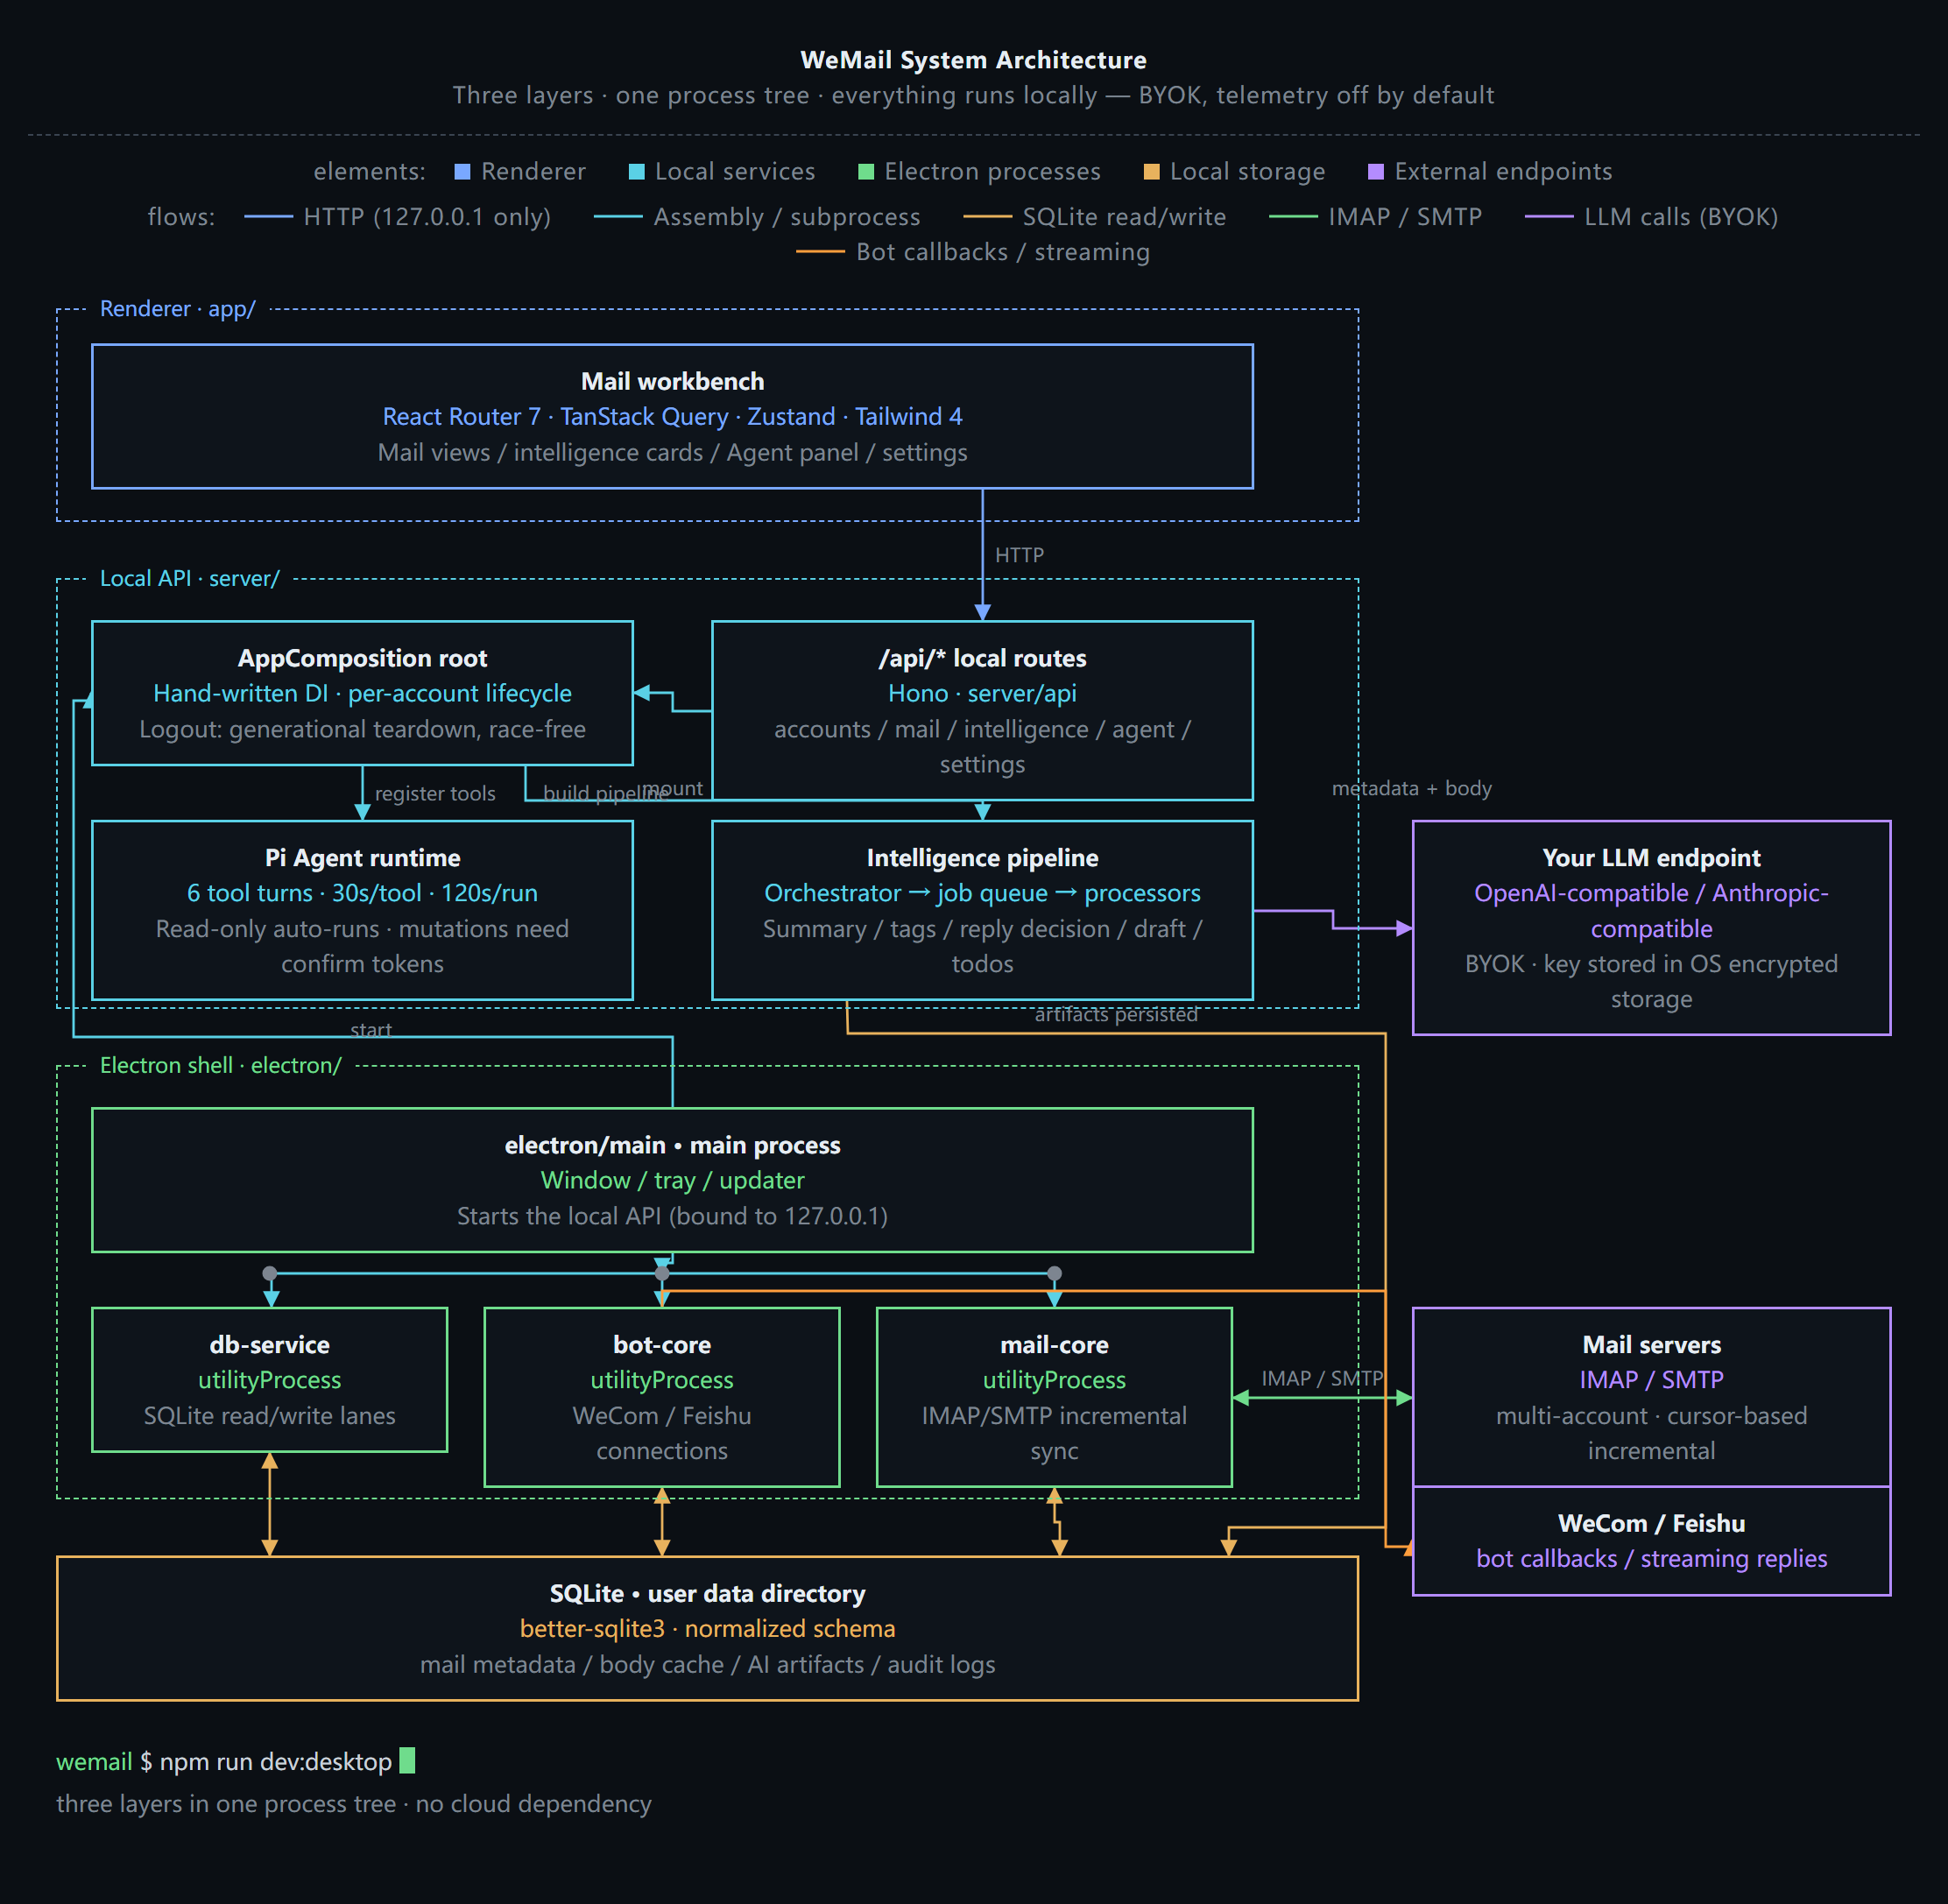 WeMail System Architecture
Three layers · one process tree · everything runs locally — BYOK, telemetry off by default
elements: Renderer Local services Electron processes Local storage External endpoints
flows: HTTP (127.0.0.1 only) Assembly / subprocess SQLite read/write IMAP / SMTP LLM calls (BYOK)
Bot callbacks / streaming
Renderer · app/
Mail workbench
React Router 7 · TanStack Query · Zustand · Tailwind 4
Mail views / intelligence cards / Agent panel / settings
HTTP
Local API · server/
AppComposition root
Hand-written DI · per-account lifecycle
Logout: generational teardown, race-free
/api/* local routes
Hono · server/api
accounts / mail / intelligence / agent /
settings
register tools
build pipeline
mount
metadata + body
Pi Agent runtime
6 tool turns · 30s/tool · 120s/run
Read-only auto-runs · mutations need
confirm tokens
Intelligence pipeline
Orchestrator → job queue → processors
Summary / tags / reply decision / draft /
todos
Your LLM endpoint
OpenAI-compatible / Anthropic-
compatible
BYOK · key stored in OS encrypted
storage
artifacts persisted
start
Electron shell · electron/
electron/main • main process
Window / tray / updater
Starts the local API (bound to 127.0.0.1)
db-service
utilityProcess
SQLite read/write lanes
bot-core
utilityProcess
WeCom / Feishu
connections
mail-core
utilityProcess
IMAP/SMTP incremental
sync
IMAP / SMTP
Mail servers
IMAP / SMTP
multi-account · cursor-based
incremental
WeCom / Feishu
bot callbacks / streaming replies
SQLite • user data directory
better-sqlite3 · normalized schema
mail metadata / body cache / AI artifacts / audit logs
wemail $ npm run dev:desktop
three layers in one process tree · no cloud dependency